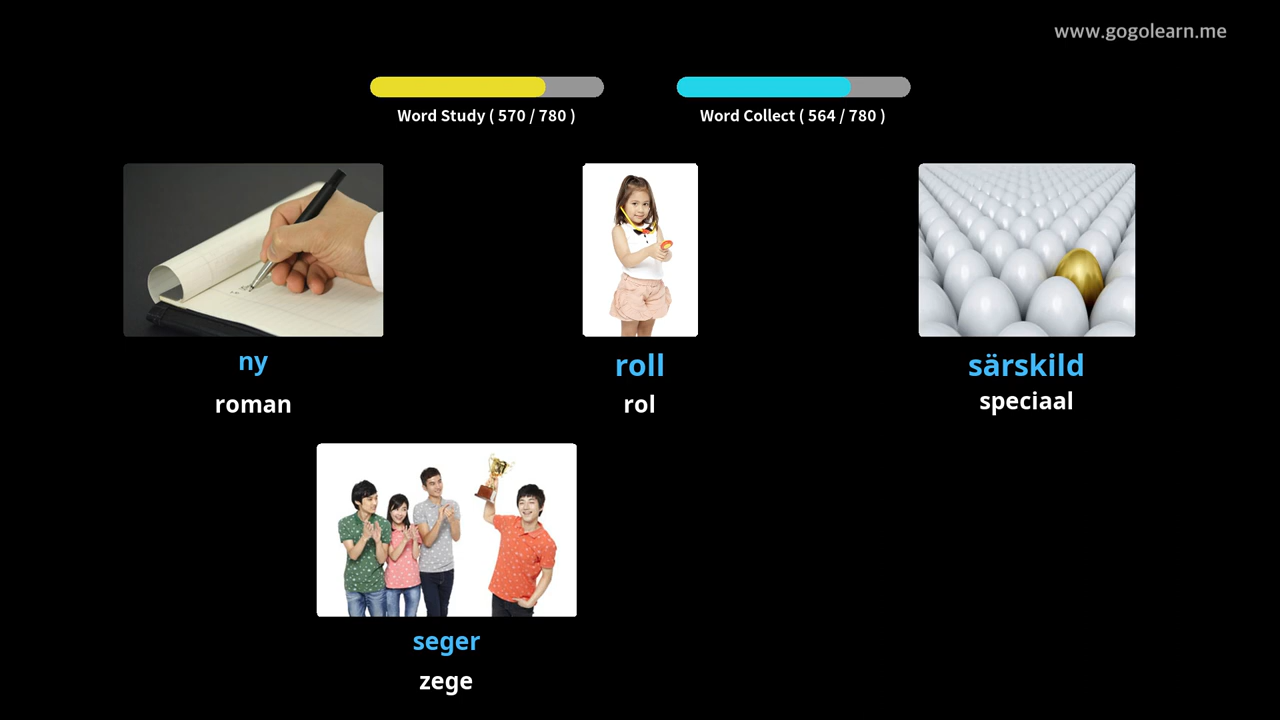 www.gogolearn.me
Word Study ( 570 / 780 )
Word Collect ( 564 / 780 )
ny
roman
roll
rol
särskild
speciaal
seger
zege